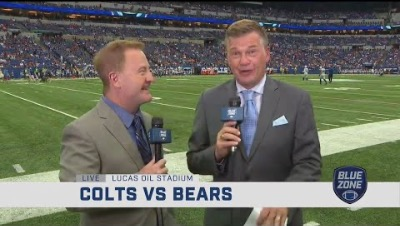 LIVE LUCAS OIL STADIUM
COLTS VS BEARS
BLUE
ZONE